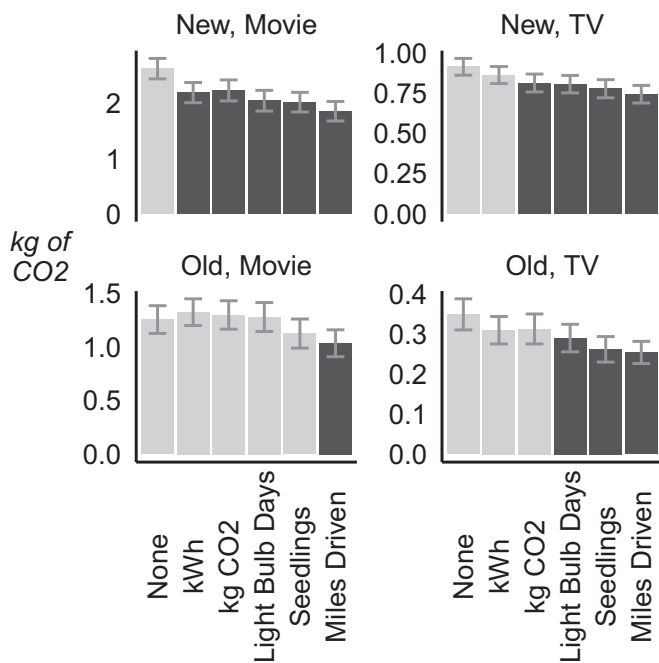 New, Movie
2
1
0
New, TV
1.00
0.75
0.50
0.25
0.00
kg of
CO2
Old, Movie
1.5
1.0
0.5
0.0
Old, TV
0.4
0.3
0.2
0.1
0.0
None
kWh
kg CO2
Light Bulb Days
Seedlings
Miles Driven
None
kWh
kg CO2
Light Bulb Days
Seedlings
Miles Driven